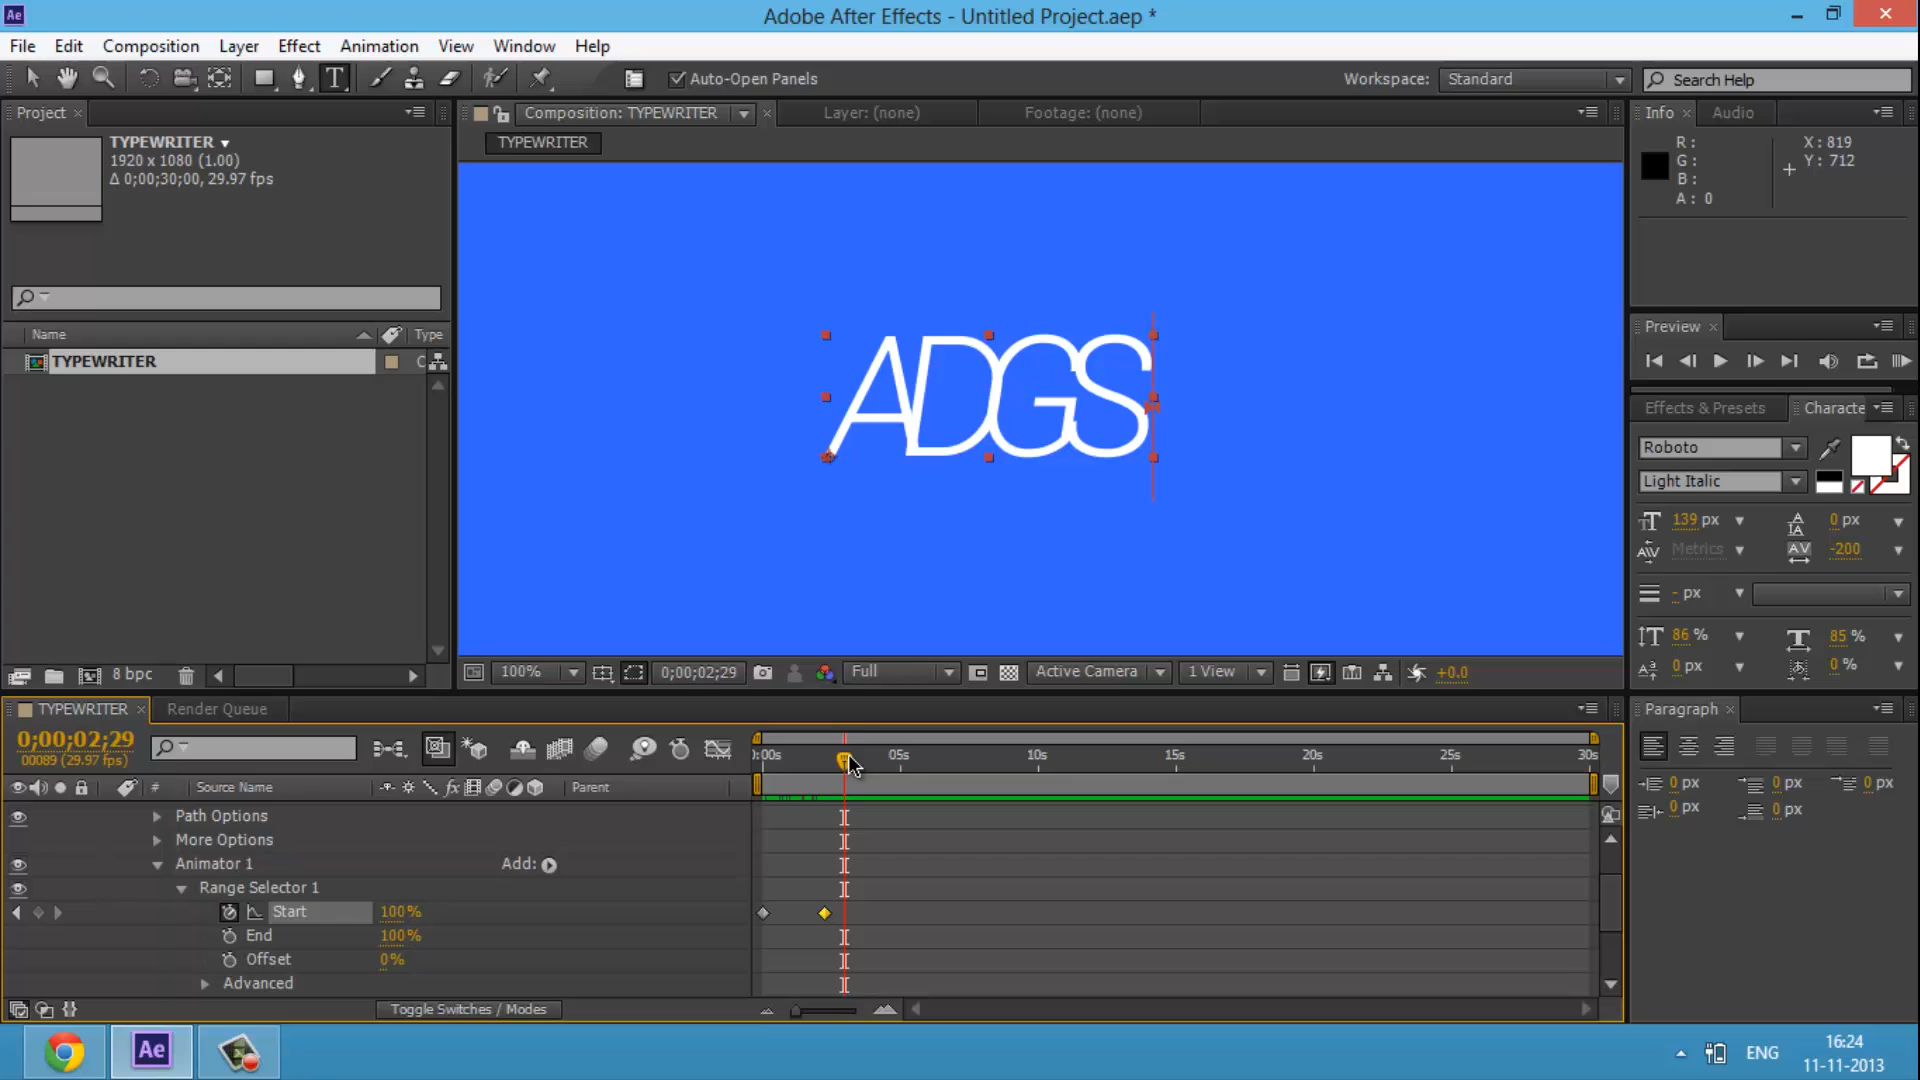 Ae
Adobe After Effects - Untitled Project.aep *
File Edit Composition Layer Effect Animation View Window Help
T Auto-Open Panels Workspace: Standard Search Help
Project × Composition: TYPEWRITER × Layer: (none) Footage: (none) Info × Audio
TYPEWRITER
1920 x 1080 (1.00)
Δ 0;00;30;00, 29.97 fps
TYPEWRITER
R :
G :
B :
A : 0
X : 819
Y : 712
Name Type
TYPEWRITER C
ADGS
Preview ×
Effects & Presets Characte
Roboto
Light Italic
139 px 0 px
Metrics -200
- px
86 % 85 %
0 px 0 %
8 bpc 100% 0;00;02;29 Full Active Camera 1 View +0.0
TYPEWRITER × Render Queue
0;00;02;29
00089 (29.97 fps)
):00s 05s 10s 15s 20s 25s 30s
# Source Name fx Parent
Path Options
More Options
Animator 1 Add:
Range Selector 1
Start 100%
End 100%
Offset 0%
Advanced
Toggle Switches / Modes
Paragraph ×
0 px 0 px 0 px
0 px 0 px
Ae
ENG
16:24
11-11-2013